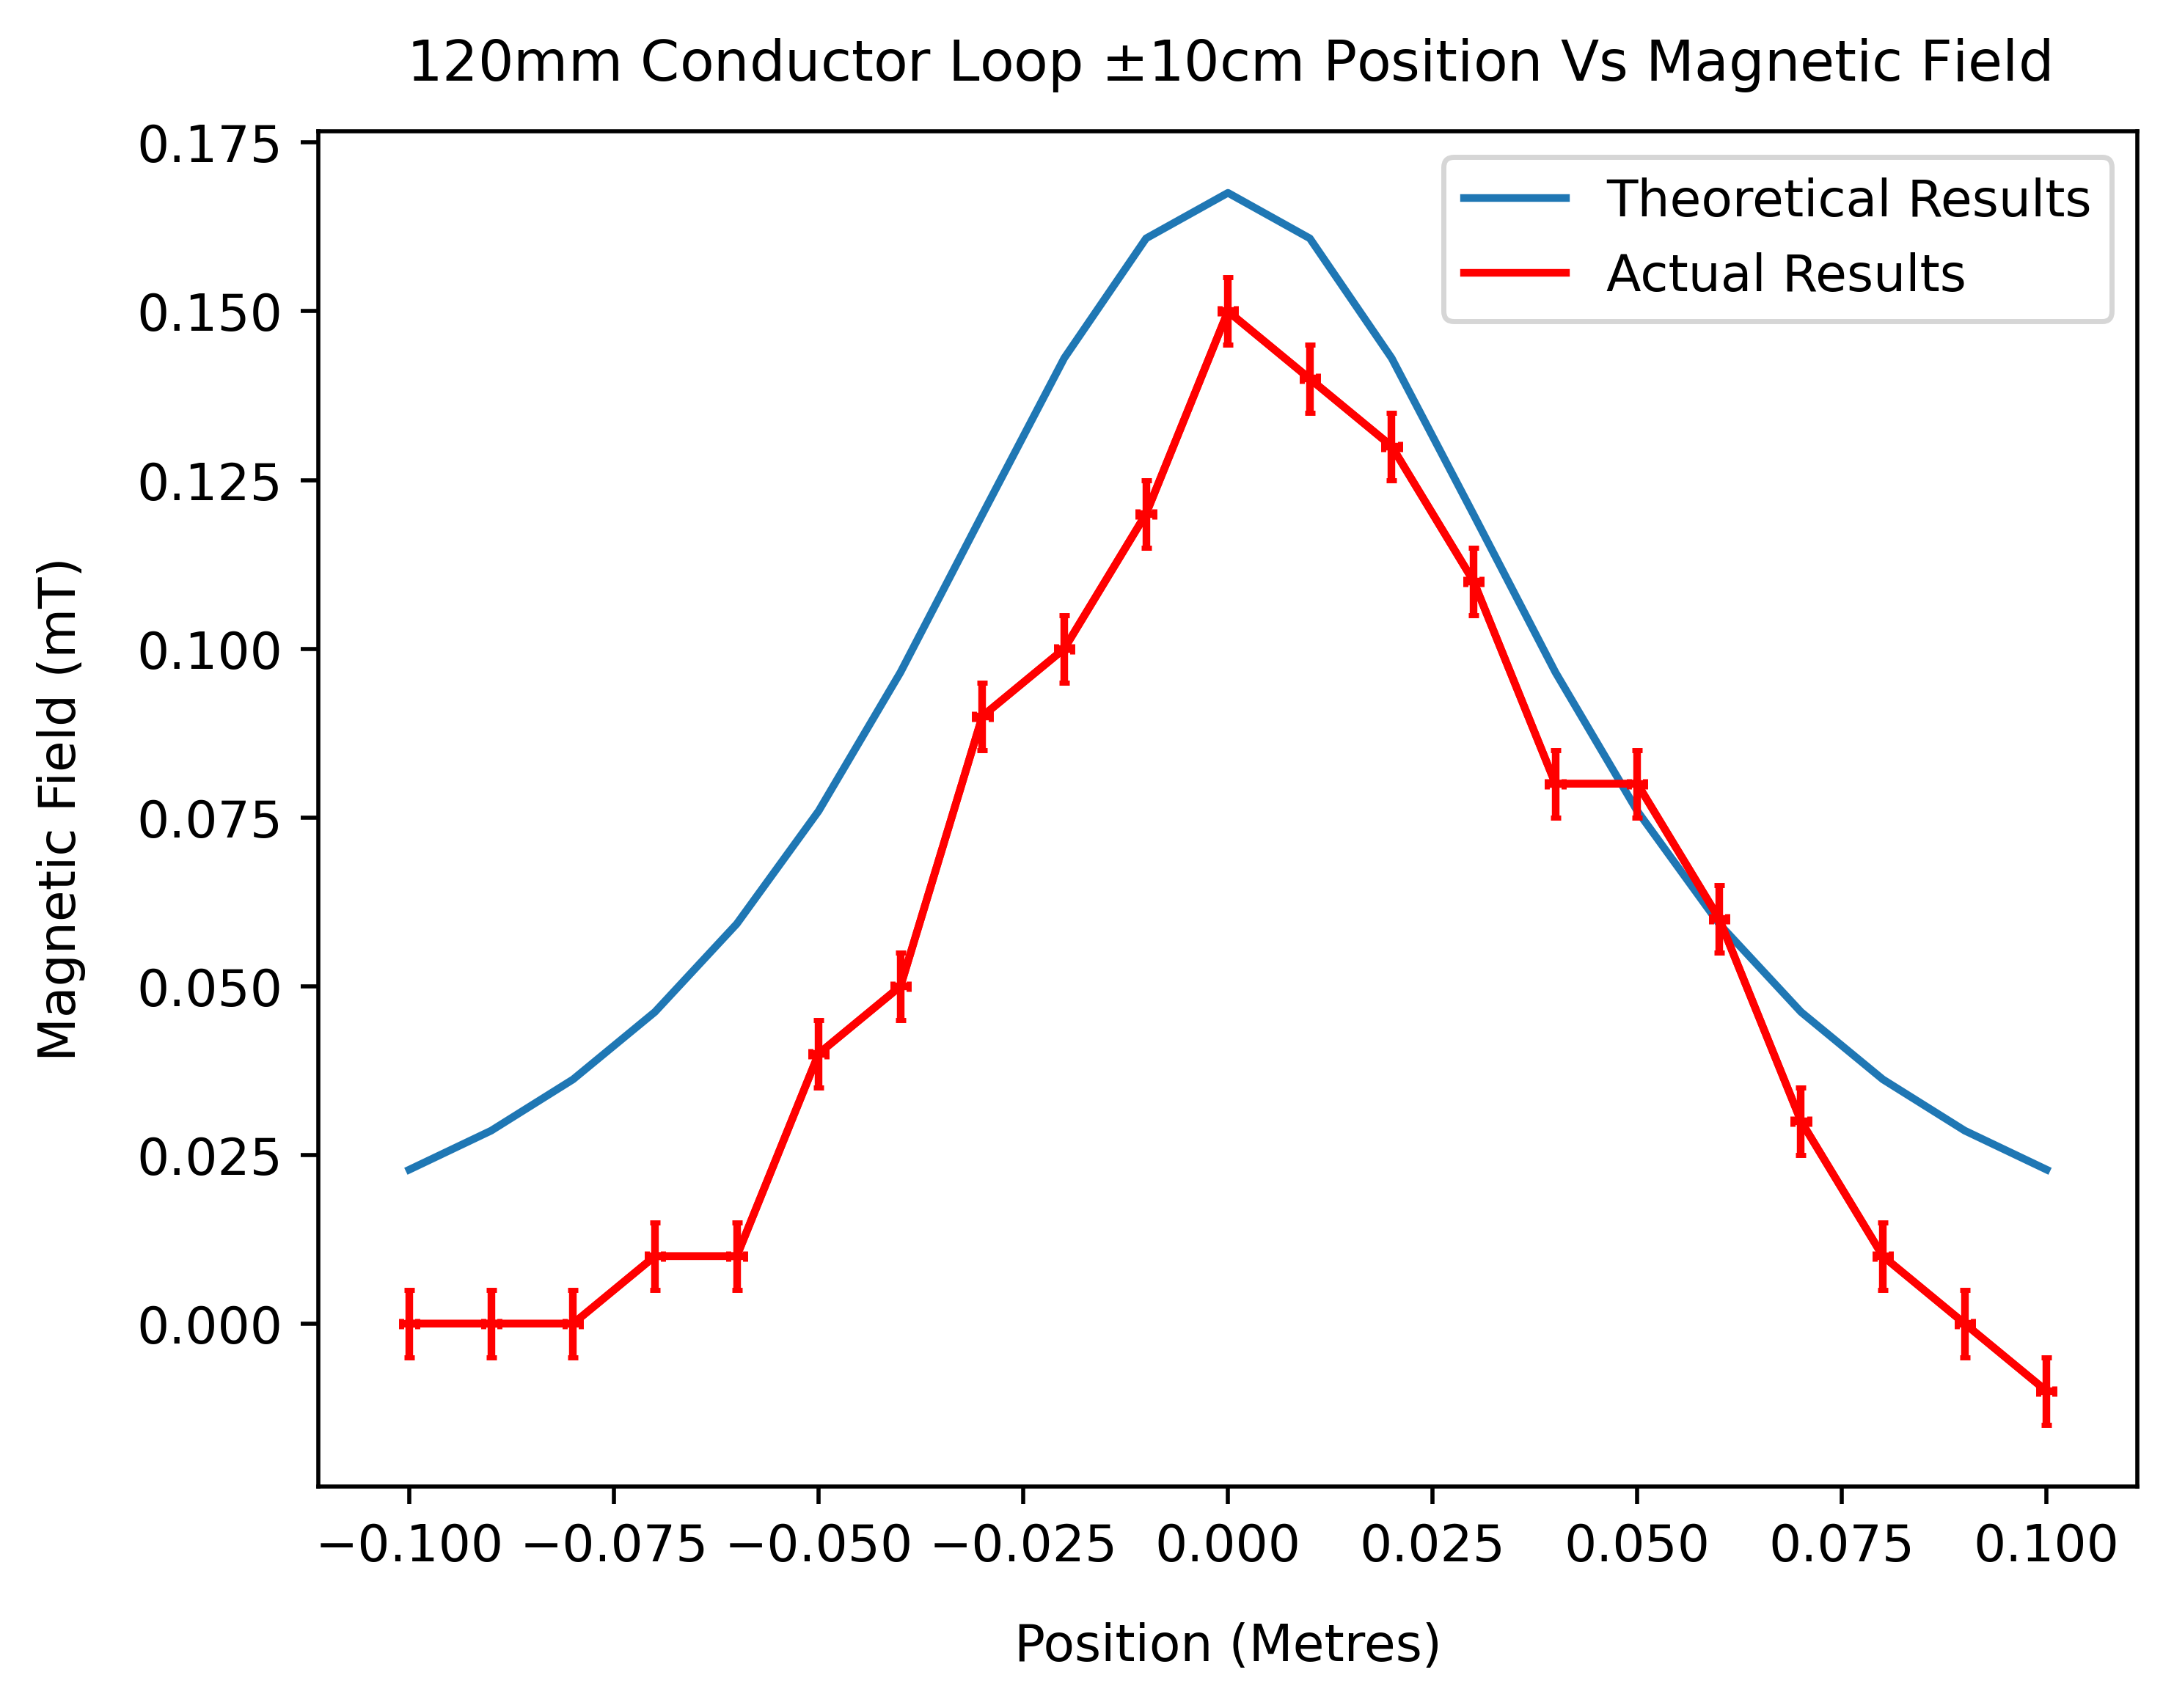 120mm Conductor Loop ±10cm Position Vs Magnetic Field
Theoretical Results
Actual Results
Magnetic Field (mT)
0.175
0.150
0.125
0.100
0.075
0.050
0.025
0.000
−0.100 −0.075 −0.050 −0.025 0.000 0.025 0.050 0.075 0.100
Position (Metres)